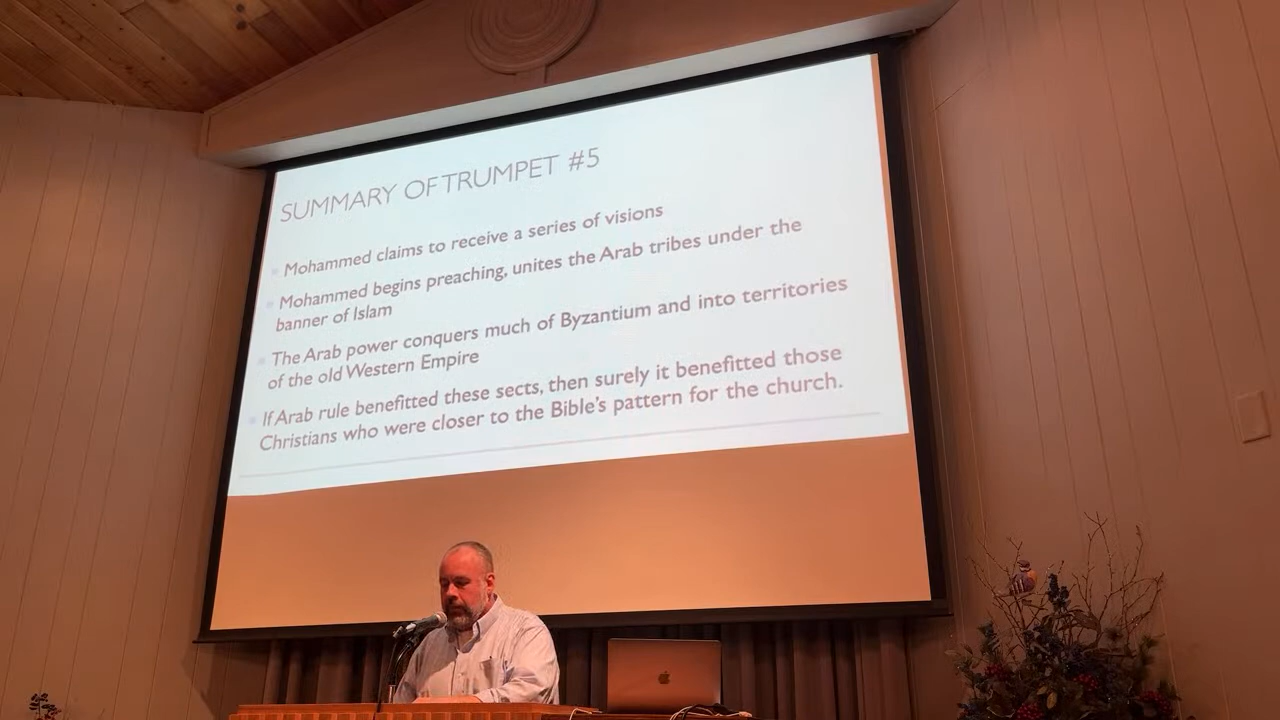 SUMMARY OF TRUMPET #5
Mohammed claims to receive a series of visions
Mohammed begins preaching, unites the Arab tribes under the
banner of Islam
The Arab power conquers much of Byzantium and into territories
of the old Western Empire
If Arab rule benefitted these sects, then surely it benefitted those
Christians who were closer to the Bible's pattern for the church.